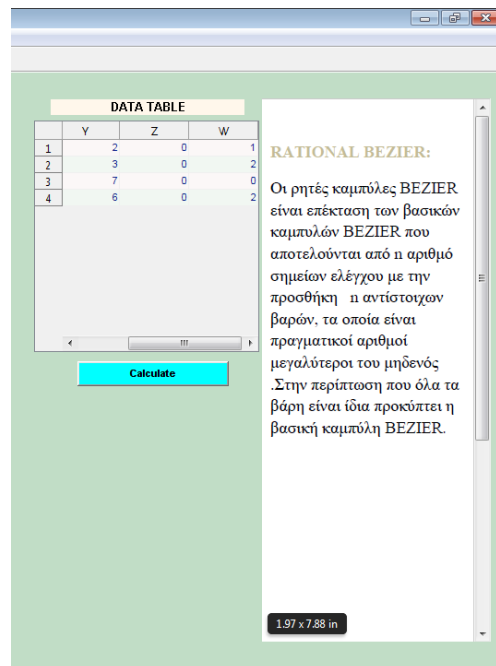 DATA TABLE
Y Z W
1 2 0 1
2 3 0 2
3 7 0 0
4 6 0 2
Calculate
RATIONAL BEZIER:
Οι ρητές καμπύλες BEZIER
είναι επέκταση των βασικών
καμπυλών BEZIER που
αποτελούνται από n αριθμό
σημείων ελέγχου με την
προσθήκη n αντίστοιχων
βαρών, τα οποία είναι
πραγματικοί αριθμοί
μεγαλύτεροι του μηδενός
.Στην περίπτωση που όλα τα
βάρη είναι ίδια προκύπτει η
βασική καμπύλη BEZIER.
1.97 x 7.88 in